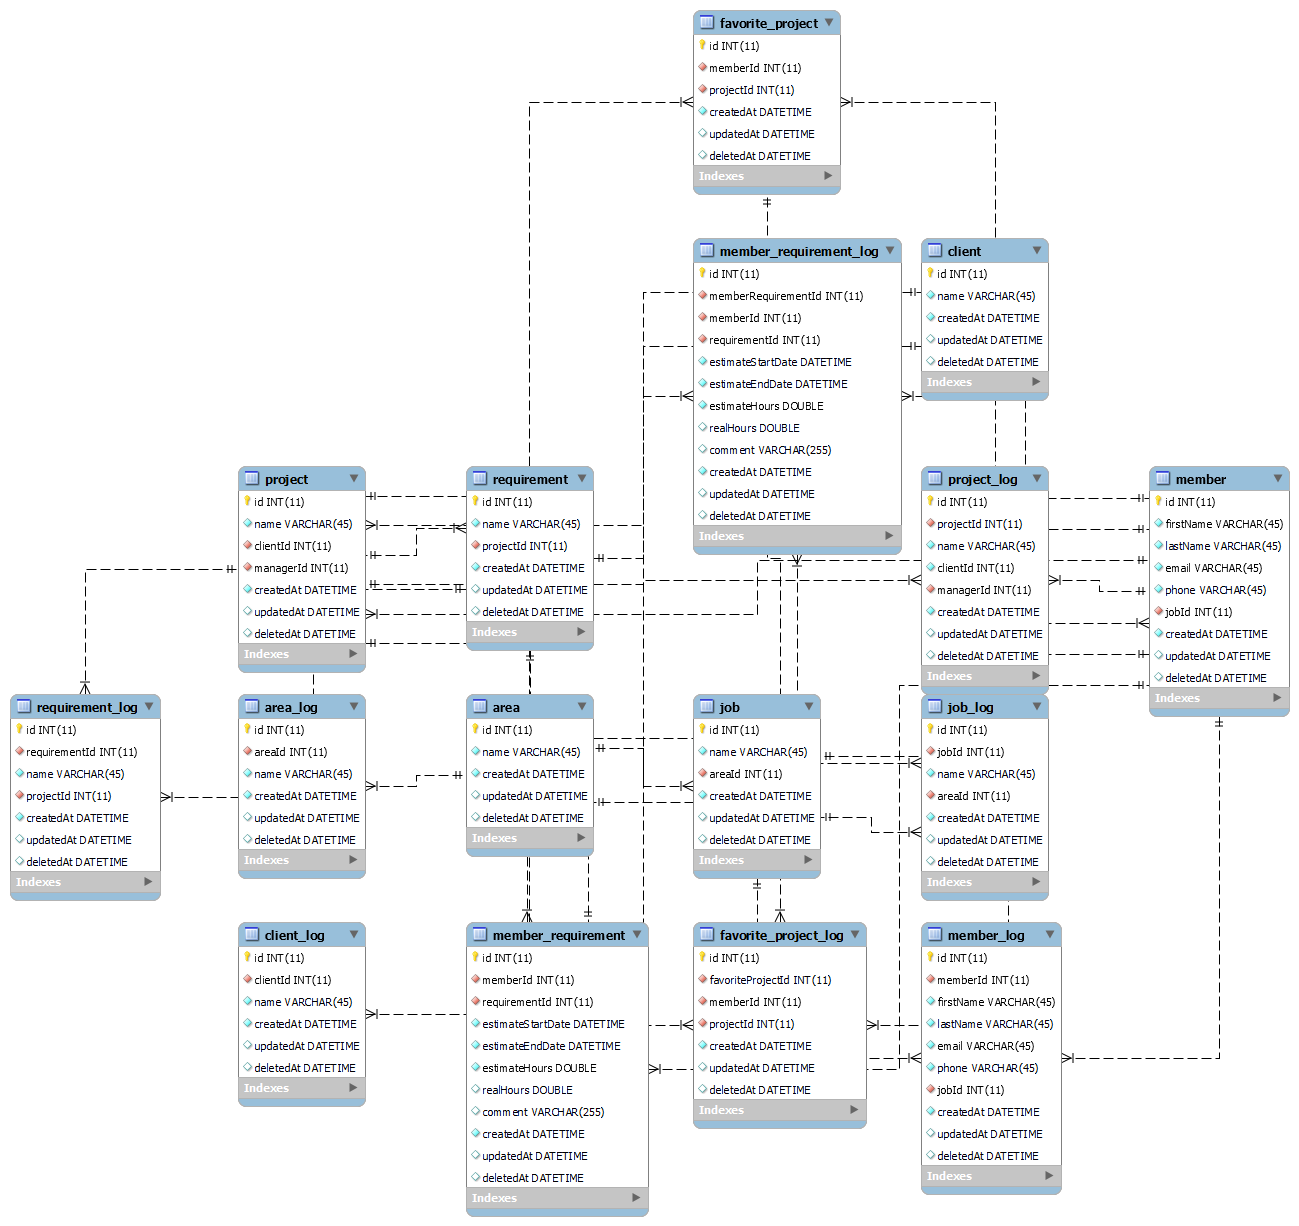 favorite_project
id INT(11)
memberId INT(11)
projectId INT(11)
createdAt DATETIME
updatedAt DATETIME
deletedAt DATETIME
Indexes
member_requirement_log
id INT(11)
memberRequirementId INT(11)
memberId INT(11)
requirementId INT(11)
estimateStartDate DATETIME
estimateEndDate DATETIME
estimateHours DOUBLE
realHours DOUBLE
comment VARCHAR(255)
createdAt DATETIME
updatedAt DATETIME
deletedAt DATETIME
Indexes
client
id INT(11)
name VARCHAR(45)
createdAt DATETIME
updatedAt DATETIME
deletedAt DATETIME
Indexes
project
id INT(11)
name VARCHAR(45)
clientId INT(11)
managerId INT(11)
createdAt DATETIME
updatedAt DATETIME
deletedAt DATETIME
Indexes
requirement
id INT(11)
name VARCHAR(45)
projectId INT(11)
createdAt DATETIME
updatedAt DATETIME
deletedAt DATETIME
Indexes
project_log
id INT(11)
projectId INT(11)
name VARCHAR(45)
clientId INT(11)
managerId INT(11)
createdAt DATETIME
updatedAt DATETIME
deletedAt DATETIME
Indexes
member
id INT(11)
firstName VARCHAR(45)
lastName VARCHAR(45)
email VARCHAR(45)
phone VARCHAR(45)
jobId INT(11)
createdAt DATETIME
updatedAt DATETIME
deletedAt DATETIME
Indexes
requirement_log
id INT(11)
requirementId INT(11)
name VARCHAR(45)
projectId INT(11)
createdAt DATETIME
updatedAt DATETIME
deletedAt DATETIME
Indexes
area_log
id INT(11)
areaId INT(11)
name VARCHAR(45)
createdAt DATETIME
updatedAt DATETIME
deletedAt DATETIME
Indexes
area
id INT(11)
name VARCHAR(45)
createdAt DATETIME
updatedAt DATETIME
deletedAt DATETIME
Indexes
job
id INT(11)
name VARCHAR(45)
areaId INT(11)
createdAt DATETIME
updatedAt DATETIME
deletedAt DATETIME
Indexes
job_log
id INT(11)
jobId INT(11)
name VARCHAR(45)
areaId INT(11)
createdAt DATETIME
updatedAt DATETIME
deletedAt DATETIME
Indexes
client_log
id INT(11)
clientId INT(11)
name VARCHAR(45)
createdAt DATETIME
updatedAt DATETIME
deletedAt DATETIME
Indexes
member_requirement
id INT(11)
memberId INT(11)
requirementId INT(11)
estimateStartDate DATETIME
estimateEndDate DATETIME
estimateHours DOUBLE
realHours DOUBLE
comment VARCHAR(255)
createdAt DATETIME
updatedAt DATETIME
deletedAt DATETIME
Indexes
favorite_project_log
id INT(11)
favoriteProjectId INT(11)
memberId INT(11)
projectId INT(11)
createdAt DATETIME
updatedAt DATETIME
deletedAt DATETIME
Indexes
member_log
id INT(11)
memberId INT(11)
firstName VARCHAR(45)
lastName VARCHAR(45)
email VARCHAR(45)
phone VARCHAR(45)
jobId INT(11)
createdAt DATETIME
updatedAt DATETIME
deletedAt DATETIME
Indexes